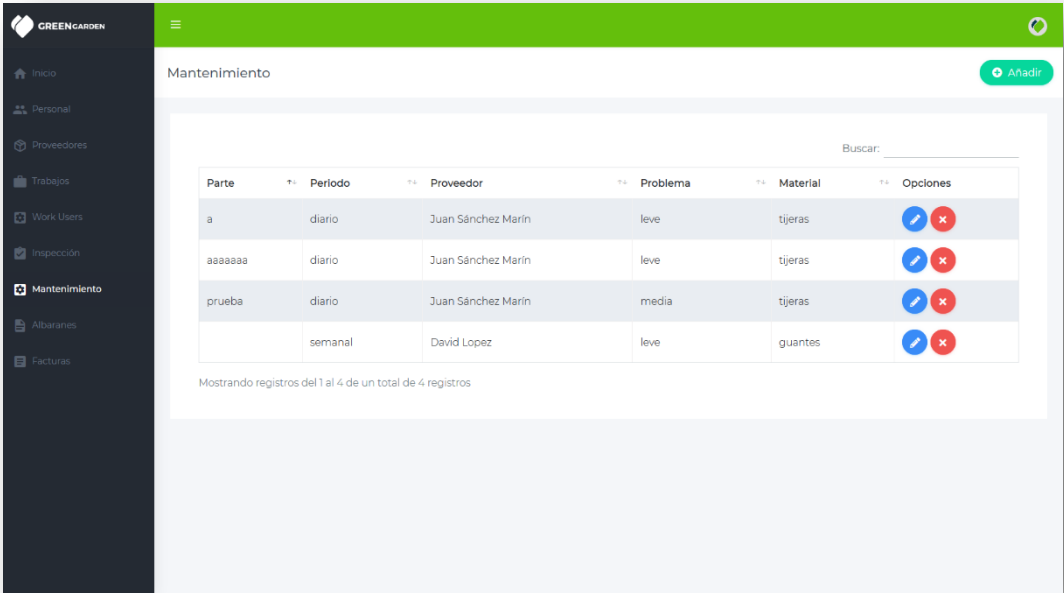 GREENGARDEN
Inicio
Personal
Proveedores
Trabajos
Work Users
Inspección
Mantenimiento
Albaranes
Facturas
Mantenimiento
Añadir
Buscar:
Parte Periodo Proveedor Problema Material Opciones
a diario Juan Sánchez Marín leve tijeras
aaaaaaa diario Juan Sánchez Marín leve tijeras
prueba diario Juan Sánchez Marín media tijeras
semanal David Lopez leve guantes
Mostrando registros del 1 al 4 de un total de 4 registros